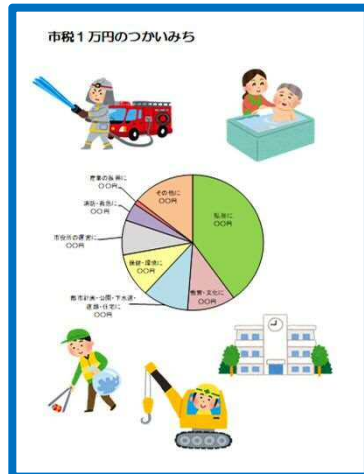 市税1万円のつかいみち
産業の振興に
〇〇円
その他に
〇〇円
消防・救急に
〇〇円
福祉に
〇〇円
市役所の運営に
〇〇円
保健・環境に
〇〇円
教育・文化に
〇〇円
都市計画・公園・下水道・
道路・住宅に
〇〇円